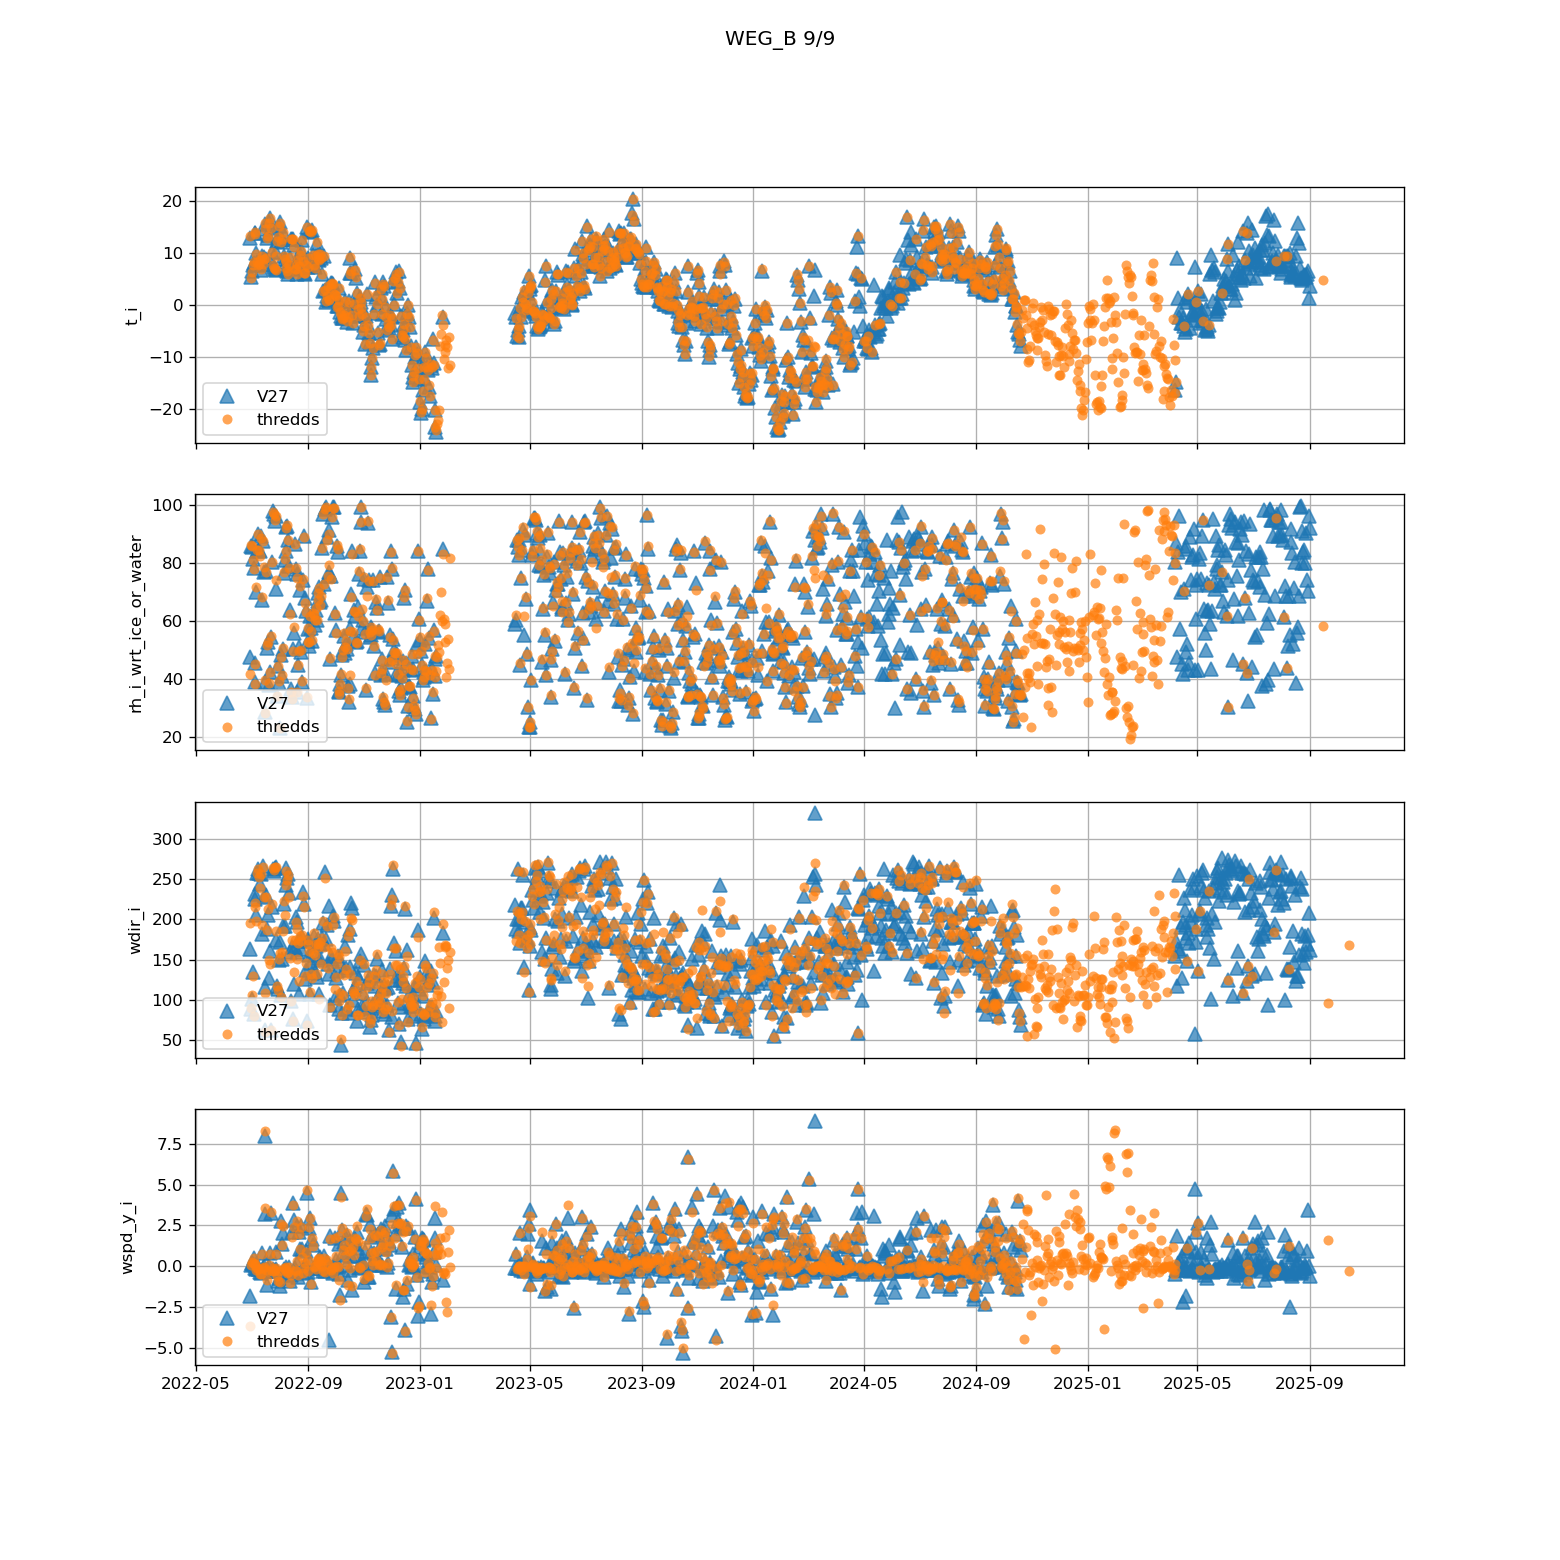 WEG_B 9/9
20
10
0
−10
−20
t_i
V27
thredds
100
80
60
40
20
rh_i_wrt_ice_or_water
V27
thredds
300
250
200
150
100
50
wdir_i
V27
thredds
7.5
5.0
2.5
0.0
−2.5
−5.0
wspd_y_i
V27
thredds
2022-05 2022-09 2023-01 2023-05 2023-09 2024-01 2024-05 2024-09 2025-01 2025-05 2025-09